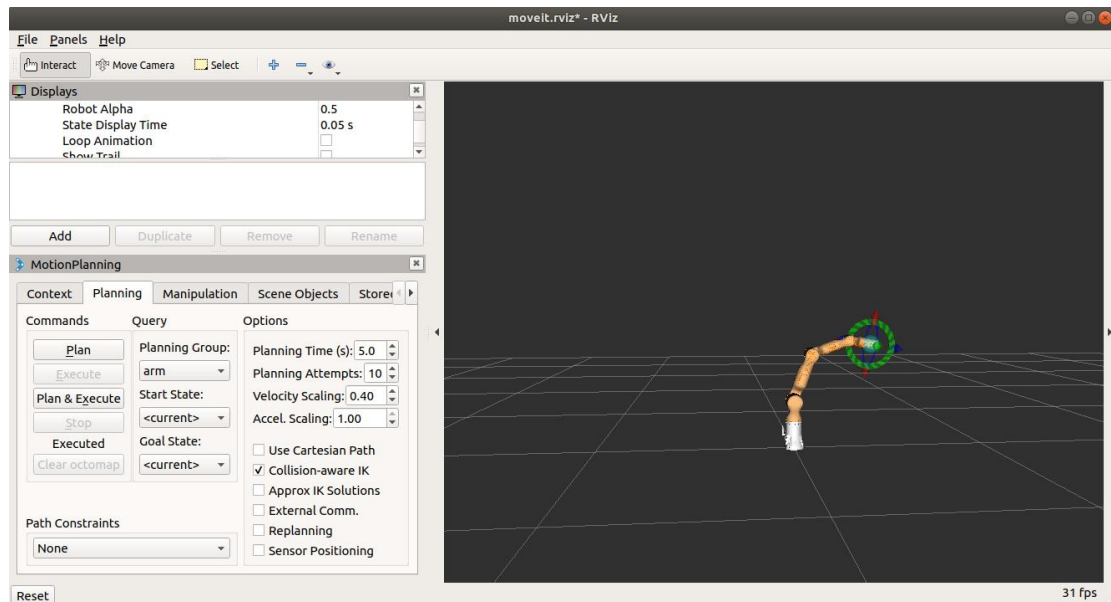 moveit.rviz* - RViz
File Panels Help
Interact Move Camera Select
Displays
Robot Alpha 0.5
State Display Time 0.05 s
Loop Animation
Show Trail
Add Duplicate Remove Rename
MotionPlanning
Context Planning Manipulation Scene Objects
Commands Query Options
Plan Planning Group: Planning Time (s): 5.0
Execute arm Planning Attempts: 10
Plan & Execute Start State: Velocity Scaling: 0.40
Stop <current> Accel. Scaling: 1.00
Executed Goal State: Use Cartesian Path
Clear octomap <current> Collision-aware IK
Approx IK Solutions
External Comm.
Path Constraints Replanning
None Sensor Positioning
Reset 31 fps